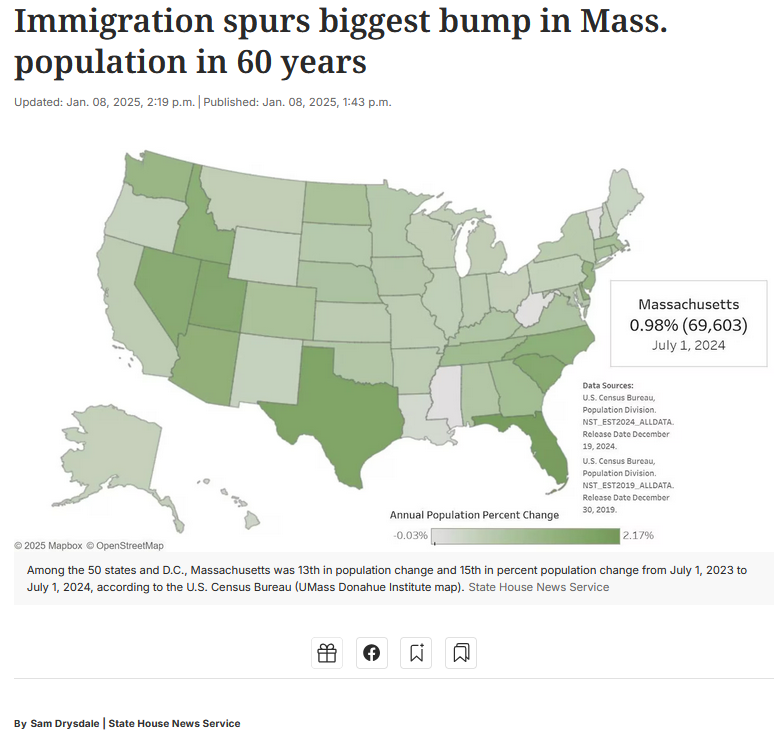 Immigration spurs biggest bump in Mass.
population in 60 years
Updated: Jan. 08, 2025, 2:19 p.m. | Published: Jan. 08, 2025, 1:43 p.m.
Massachusetts
0.98% (69,603)
July 1, 2024
Data Sources:
U.S. Census Bureau,
Population Division.
NST_EST2024_ALLDATA.
Release Date December
19, 2024.
U.S. Census Bureau,
Population Division.
NST_EST2019_ALLDATA.
Release Date December
30, 2019.
Annual Population Percent Change
-0.03%
2.17%
© 2025 Mapbox © OpenStreetMap
Among the 50 states and D.C., Massachusetts was 13th in population change and 15th in percent population change from July 1, 2023 to
July 1, 2024, according to the U.S. Census Bureau (UMass Donahue Institute map). State House News Service
By Sam Drysdale | State House News Service